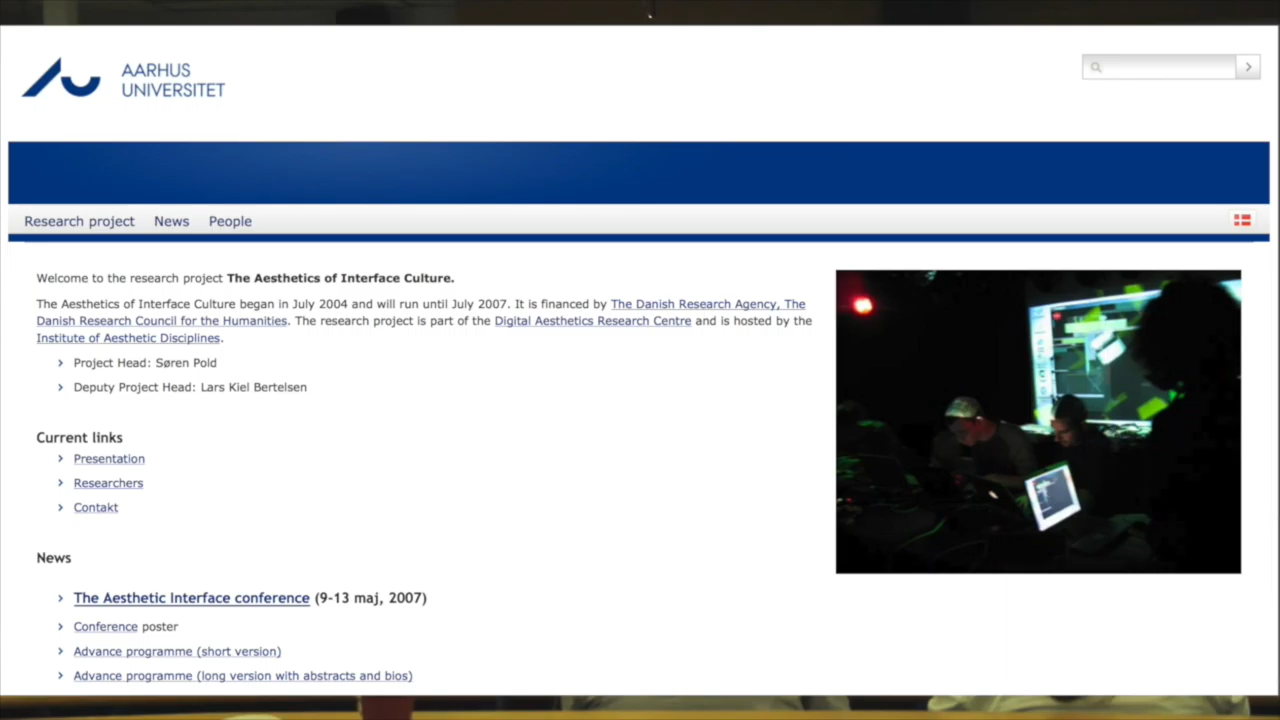 AARHUS
UNIVERSITET
Research project News People
Welcome to the research project The Aesthetics of Interface Culture.
The Aesthetics of Interface Culture began in July 2004 and will run until July 2007. It is financed by The Danish Research Agency, The
Danish Research Council for the Humanities. The research project is part of the Digital Aesthetics Research Centre and is hosted by the
Institute of Aesthetic Disciplines.
Project Head: Søren Pold
Deputy Project Head: Lars Kiel Bertelsen
Current links
Presentation
Researchers
Contakt
News
The Aesthetic Interface conference (9-13 maj, 2007)
Conference poster
Advance programme (short version)
Advance programme (long version with abstracts and bios)